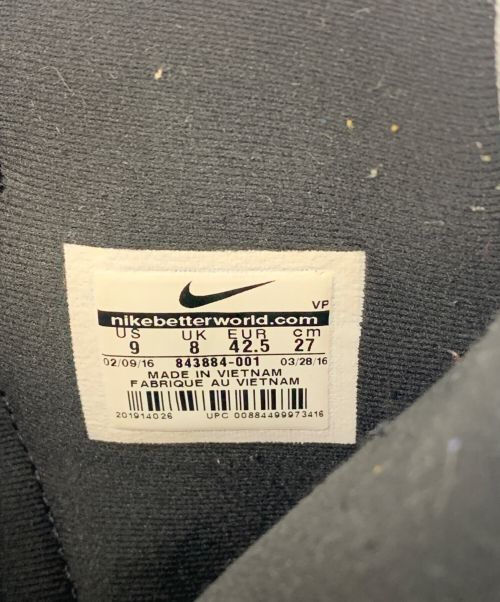 VP
nikebetterworld.com
US UK EUR cm
9 8 42.5 27
02/09/16 843884-001 03/28/16
MADE IN VIETNAM
FABRIQUE AU VIETNAM
201914026 UPC 00884499973416